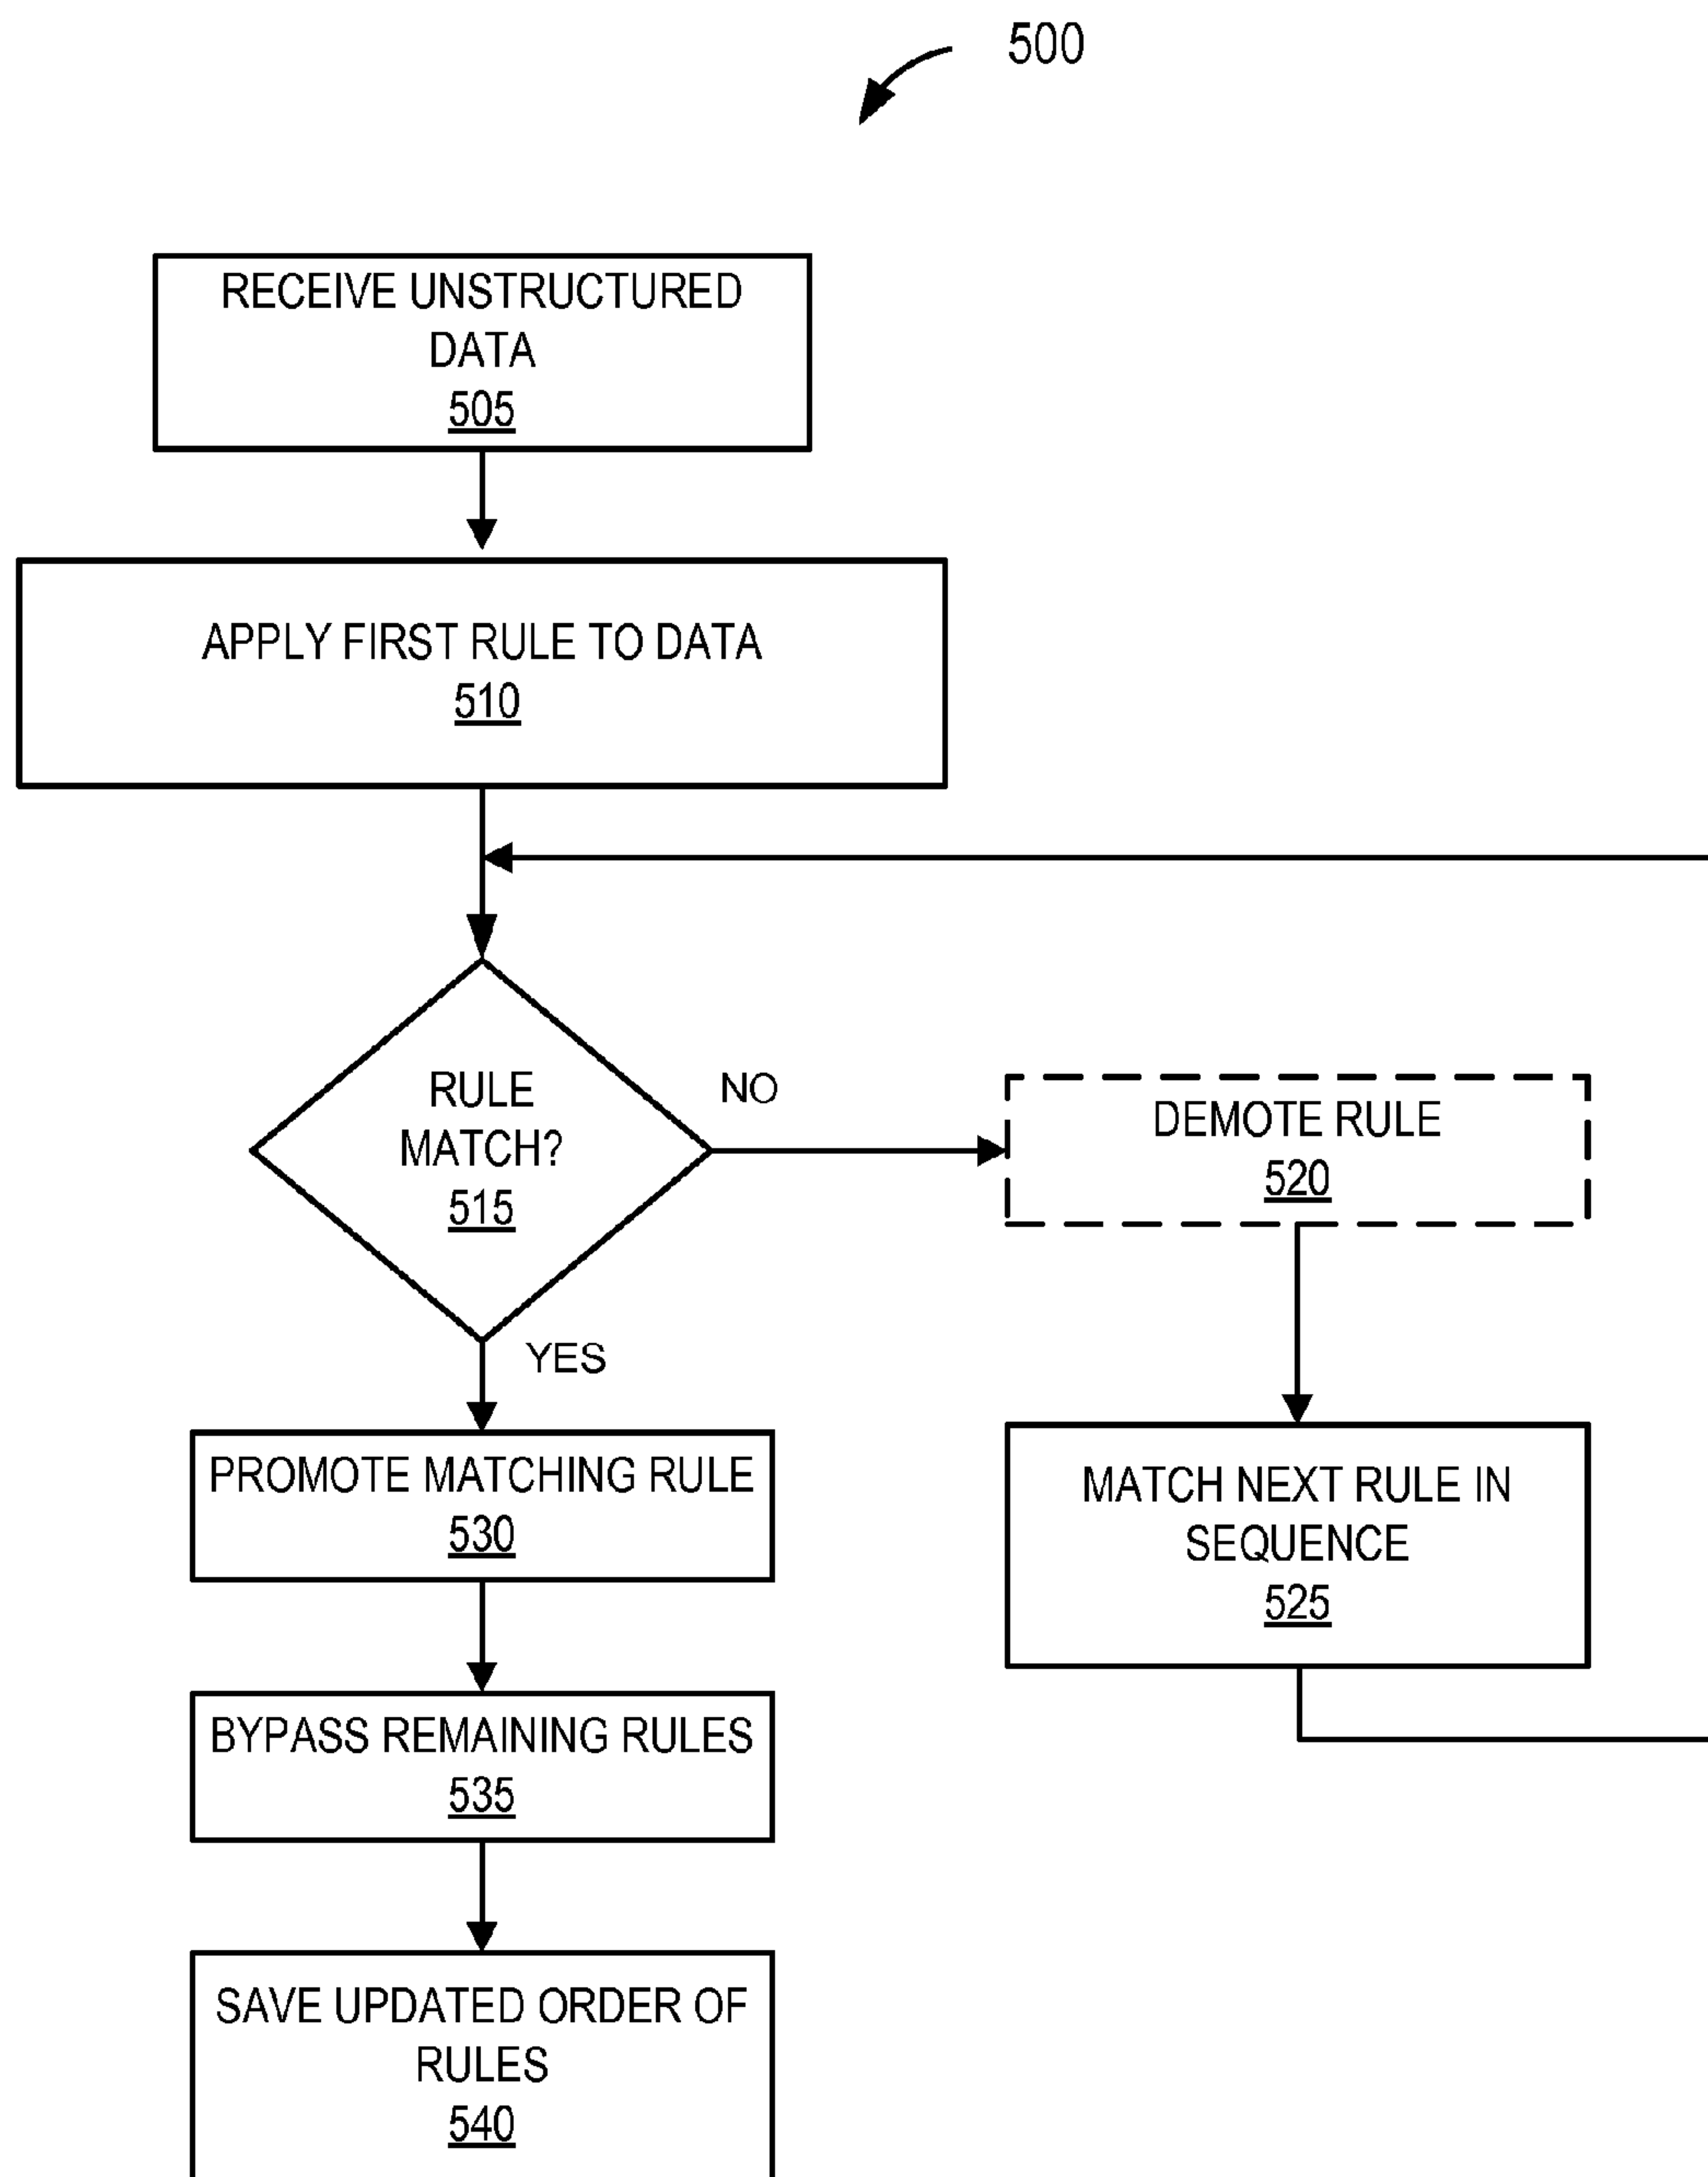 500
RECEIVE UNSTRUCTURED
DATA
505
APPLY FIRST RULE TO DATA
510
RULE
MATCH?
515
NO
DEMOTE RULE
520
YES
PROMOTE MATCHING RULE
530
MATCH NEXT RULE IN
SEQUENCE
525
BYPASS REMAINING RULES
535
SAVE UPDATED ORDER OF
RULES
540